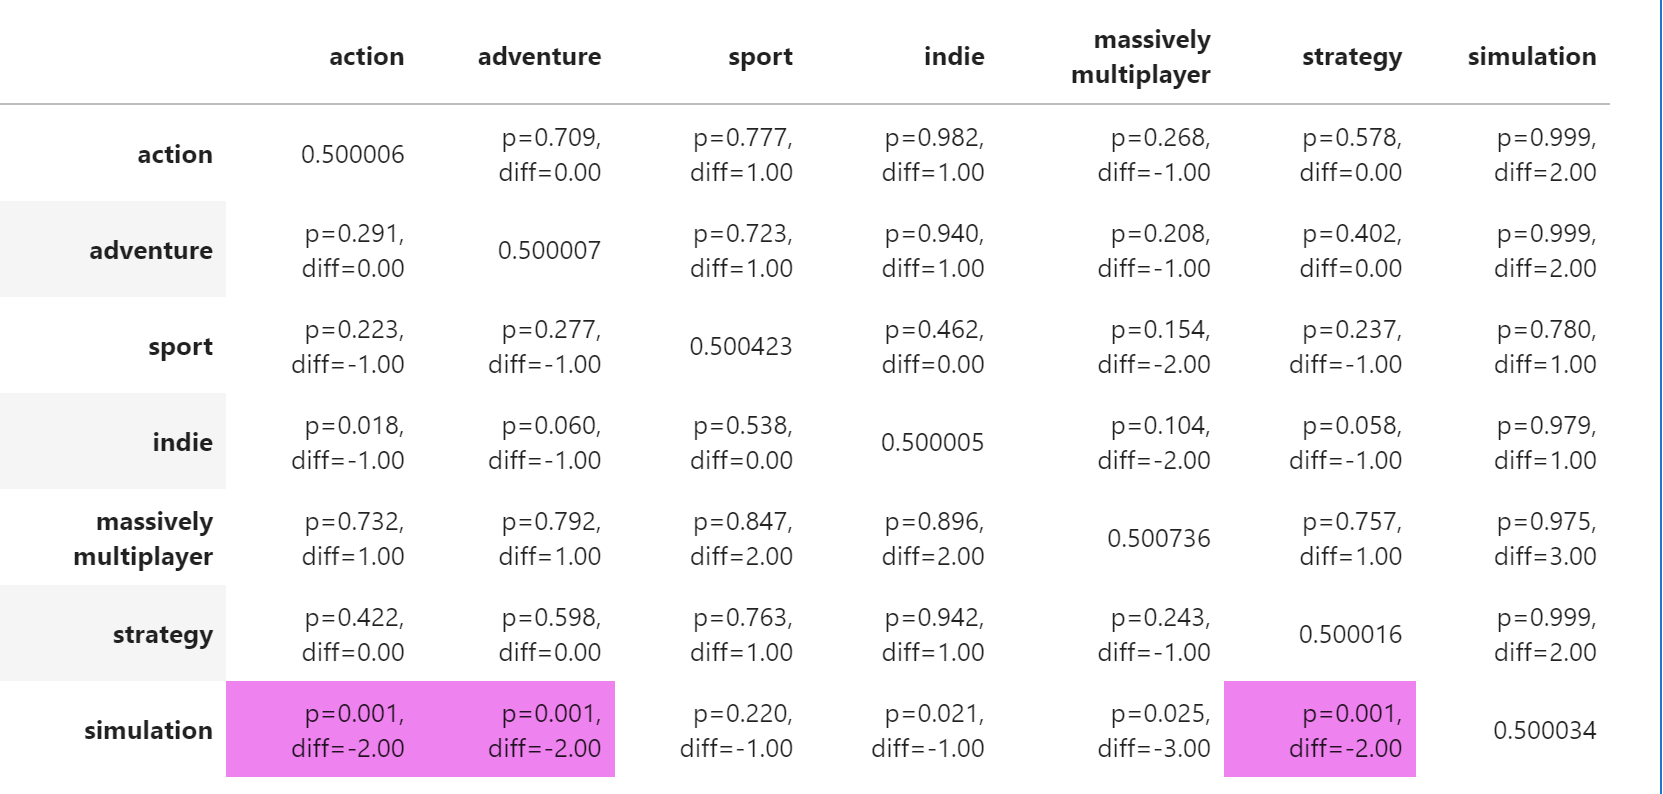 action adventure sport indie massively multiplayer strategy simulation
action 0.500006 p=0.709, diff=0.00 p=0.777, diff=1.00 p=0.982, diff=1.00 p=0.268, diff=-1.00 p=0.578, diff=0.00 p=0.999, diff=2.00
adventure p=0.291, diff=0.00 0.500007 p=0.723, diff=1.00 p=0.940, diff=1.00 p=0.208, diff=-1.00 p=0.402, diff=0.00 p=0.999, diff=2.00
sport p=0.223, diff=-1.00 p=0.277, diff=-1.00 0.500423 p=0.462, diff=0.00 p=0.154, diff=-2.00 p=0.237, diff=-1.00 p=0.780, diff=1.00
indie p=0.018, diff=-1.00 p=0.060, diff=-1.00 p=0.538, diff=0.00 0.500005 p=0.104, diff=-2.00 p=0.058, diff=-1.00 p=0.979, diff=1.00
massively multiplayer p=0.732, diff=1.00 p=0.792, diff=1.00 p=0.847, diff=2.00 p=0.896, diff=2.00 0.500736 p=0.757, diff=1.00 p=0.975, diff=3.00
strategy p=0.422, diff=0.00 p=0.598, diff=0.00 p=0.763, diff=1.00 p=0.942, diff=1.00 p=0.243, diff=-1.00 0.500016 p=0.999, diff=2.00
simulation p=0.001, diff=-2.00 p=0.001, diff=-2.00 p=0.220, diff=-1.00 p=0.021, diff=-1.00 p=0.025, diff=-3.00 p=0.001, diff=-2.00 0.500034